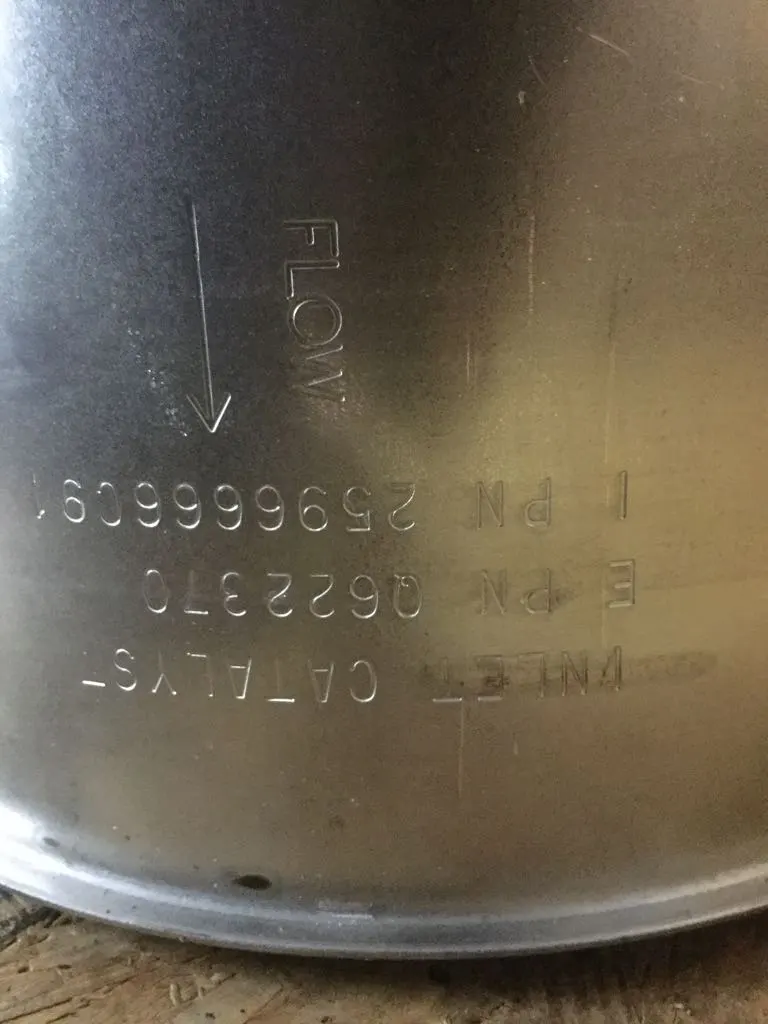 FLOW
INLET CATALYST
E PN Q622370
I PN 2596666091